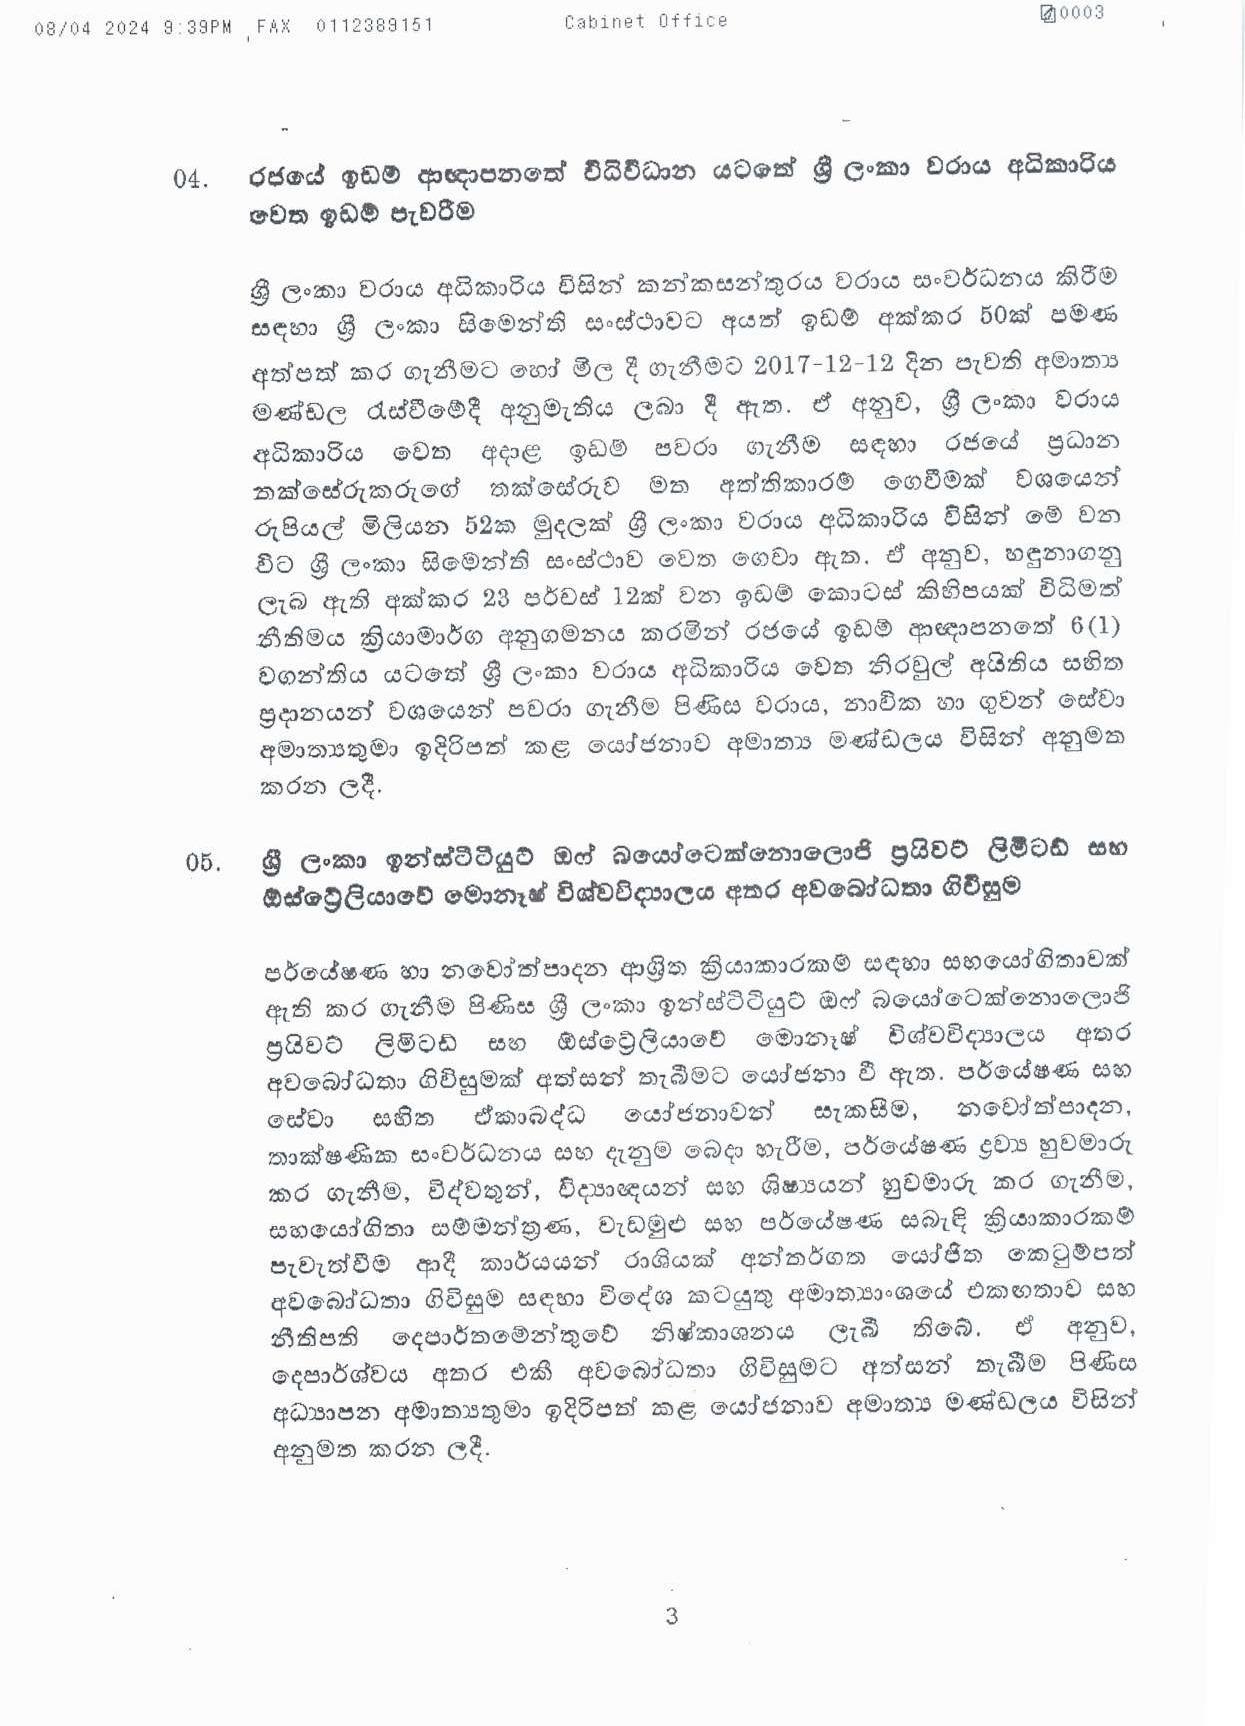 08/04 2024 9:39PM FAX 0112389151 Cabinet Office 0003
04. රජයේ ඉඩම් ආඥාපනතේ විධිවිධාන යටතේ ශ්‍රී ලංකා වරාය අධිකාරිය
වෙත ඉඩම් පැවරීම
ශ්‍රී ලංකා වරාය අධිකාරිය විසින් කන්කසන්තුරය වරාය සංවර්ධනය කිරීම
සඳහා ශ්‍රී ලංකා සිමෙන්ති සංස්ථාවට අයත් ඉඩම් අක්කර 50ක් පමණ
අත්පත් කර ගැනීමට හෝ මිල දී ගැනීමට 2017-12-12 දින පැවති අමාත්‍ය
මණ්ඩල රැස්වීමේදී අනුමැතිය ලබා දී ඇත. ඒ අනුව, ශ්‍රී ලංකා වරාය
අධිකාරිය වෙත අදාළ ඉඩම් පවරා ගැනීම සඳහා රජයේ ප්‍රධාන
තක්සේරුකරුගේ තක්සේරුව මත අත්තිකාරම් ගෙවීමක් වශයෙන්
රුපියල් මිලියන 52ක මුදලක් ශ්‍රී ලංකා වරාය අධිකාරිය විසින් මේ වන
විට ශ්‍රී ලංකා සිමෙන්ති සංස්ථාව වෙත ගෙවා ඇත. ඒ අනුව, හඳුනාගනු
ලැබ ඇති අක්කර 23 පර්චස් 12ක් වන ඉඩම් කොටස් කිහිපයක් විධිමත්
නීතිමය ක්‍රියාමාර්ග අනුගමනය කරමින් රජයේ ඉඩම් ආඥාපනතේ 6(1)
වගන්තිය යටතේ ශ්‍රී ලංකා වරාය අධිකාරිය වෙත නිරවුල් අයිතිය සහිත
ප්‍රදානයන් වශයෙන් පවරා ගැනීම පිණිස වරාය, නාවික හා ගුවන් සේවා
අමාත්‍යතුමා ඉදිරිපත් කළ යෝජනාව අමාත්‍ය මණ්ඩලය විසින් අනුමත
කරන ලදී.
05. ශ්‍රී ලංකා ඉන්ස්ටිටියුට් ඔෆ් බයෝටෙක්නොලොජි ප්‍රයිවට් ලිමිටඩ් සහ
ඕස්ට්‍රේලියාවේ මොනෑෂ් විශ්වවිද්‍යාලය අතර අවබෝධතා ගිවිසුම
පර්යේෂණ හා නවෝත්පාදන ආශ්‍රිත ක්‍රියාකාරකම් සඳහා සහයෝගිතාවක්
ඇති කර ගැනීම පිණිස ශ්‍රී ලංකා ඉන්ස්ටිටියුට් ඔෆ් බයෝටෙක්නොලොජි
ප්‍රයිවට් ලිමිටඩ් සහ ඕස්ට්‍රේලියාවේ මොනෑෂ් විශ්වවිද්‍යාලය අතර
අවබෝධතා ගිවිසුමක් අත්සන් තැබීමට යෝජනා වී ඇත. පර්යේෂණ සහ
සේවා සහිත ඒකාබද්ධ යෝජනාවන් සැකසීම, නවෝත්පාදන,
තාක්ෂණික සංවර්ධනය සහ දැනුම බෙදා හැරීම, පර්යේෂණ ද්‍රව්‍ය හුවමාරු
කර ගැනීම, විද්වතුන්, විද්‍යාඥයන් සහ ශිෂ්‍යයන් හුවමාරු කර ගැනීම,
සහයෝගිතා සම්මන්ත්‍රණ, වැඩමුළු සහ පර්යේෂණ සබැඳි ක්‍රියාකාරකම්
පැවැත්වීම ආදී කාර්යයන් රාශියක් අන්තර්ගත යෝජිත කෙටුම්පත්
අවබෝධතා ගිවිසුම සඳහා විදේශ කටයුතු අමාත්‍යාංශයේ එකඟතාව සහ
නීතිපති දෙපාර්තමේන්තුවේ නිෂ්කාශනය ලැබී තිබේ. ඒ අනුව,
දෙපාර්ශ්වය අතර එකී අවබෝධතා ගිවිසුමට අත්සන් තැබීම පිණිස
අධ්‍යාපන අමාත්‍යතුමා ඉදිරිපත් කළ යෝජනාව අමාත්‍ය මණ්ඩලය විසින්
අනුමත කරන ලදී.
3